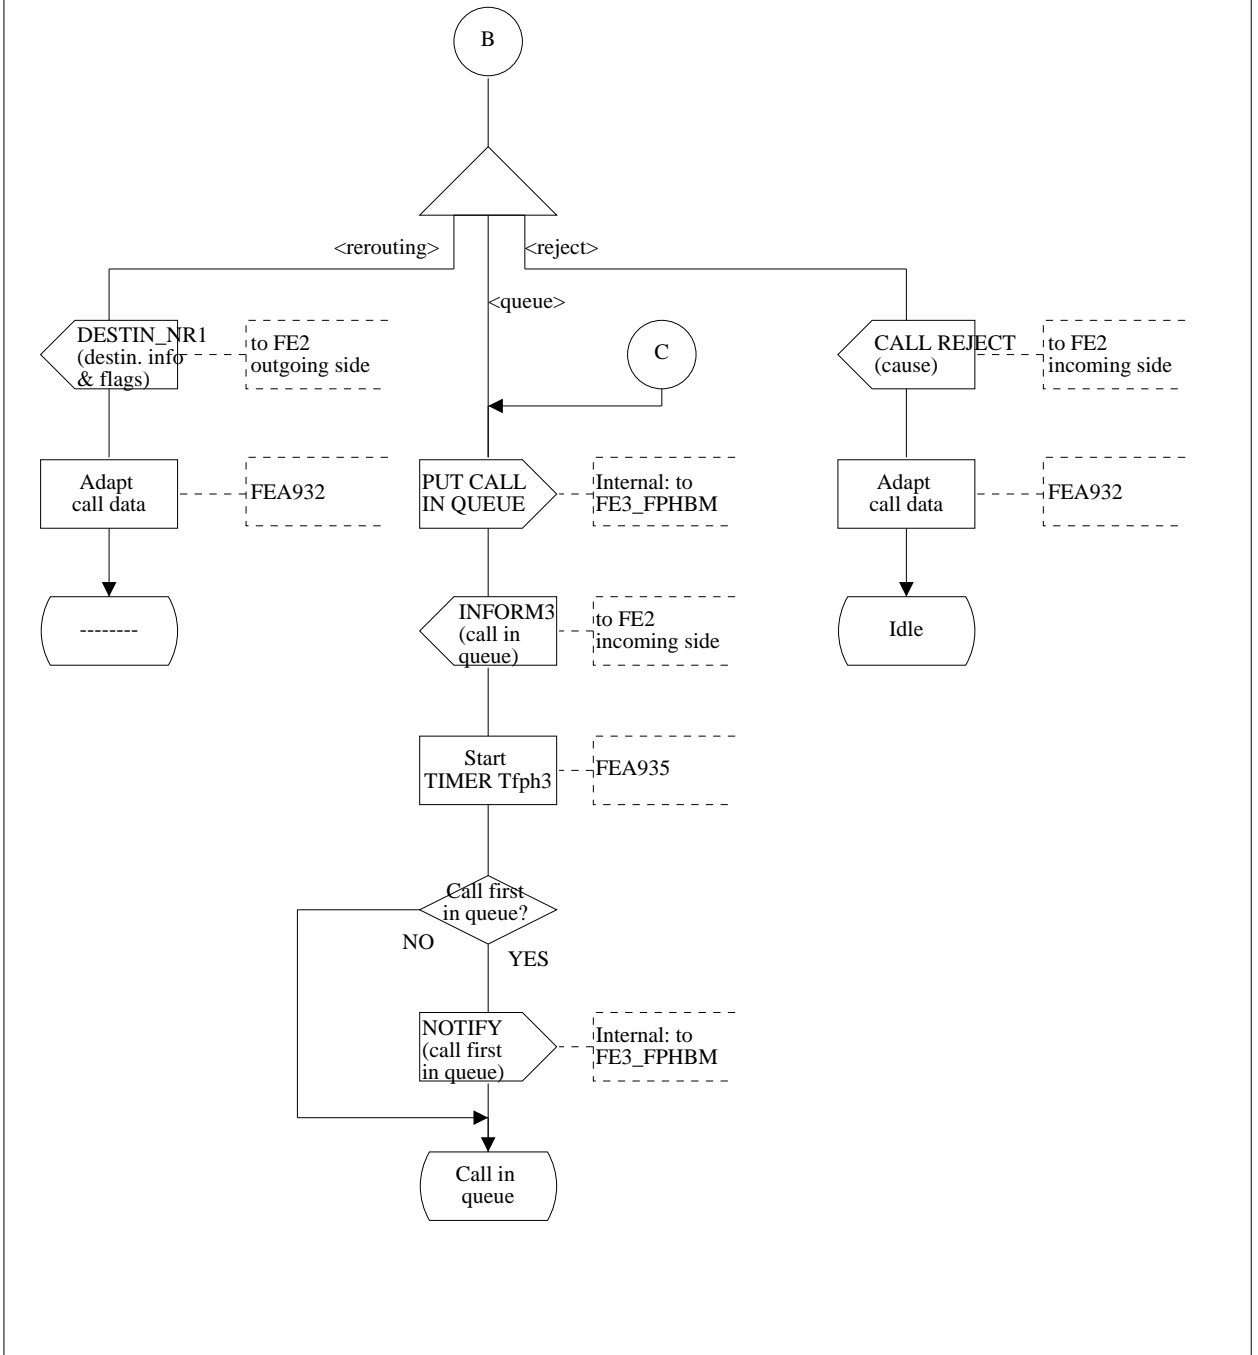 B
<rerouting>
<reject>
<queue>
DESTIN_NR1
(destin. info
& flags)
to FE2
outgoing side
C
CALL REJECT
(cause)
to FE2
incoming side
Adapt
call data
FEA932
PUT CALL
IN QUEUE
Internal: to
FE3_FPHBM
Adapt
call data
FEA932
--------
INFORM3
(call in
queue)
to FE2
incoming side
Idle
Start
TIMER Tfph3
FEA935
Call first
in queue?
NO
YES
NOTIFY
(call first
in queue)
Internal: to
FE3_FPHBM
Call in
queue